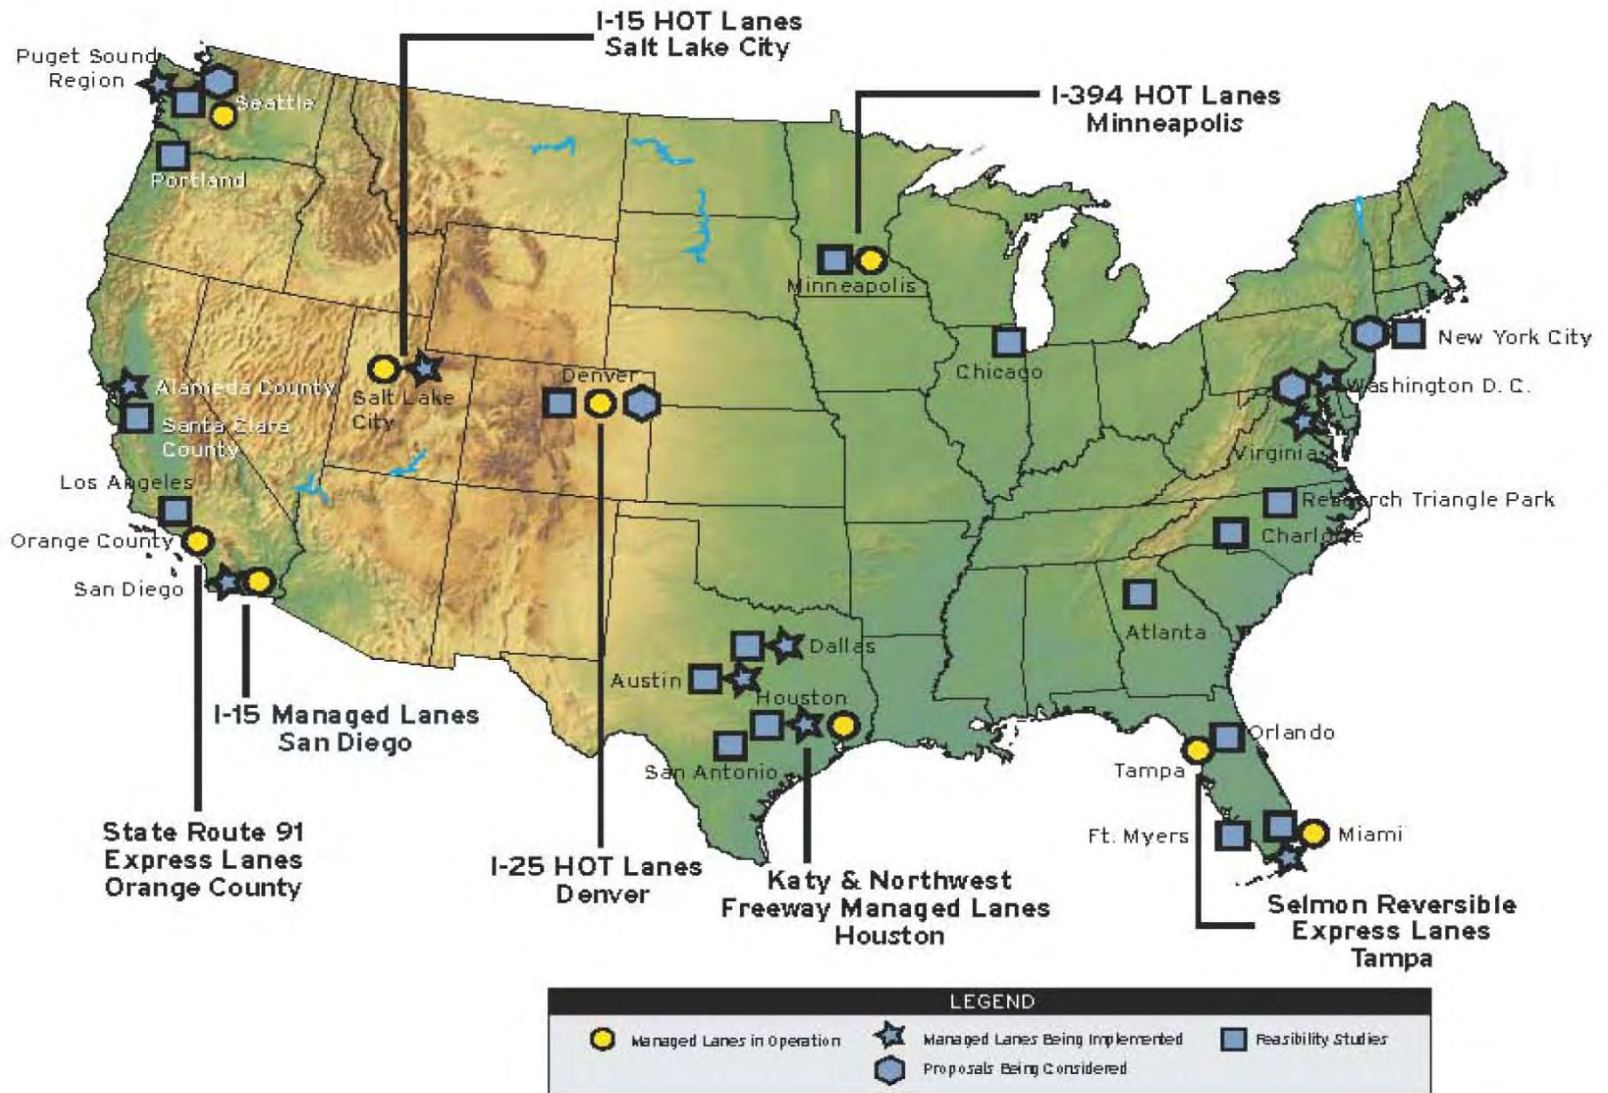 I-15 HOT Lanes
Salt Lake City
Puget Sound
Region
Seattle
I-394 HOT Lanes
Minneapolis
Portland
Minneapolis
New York City
Chicago
Denver
Washington D. C.
Alameda County
Salt Lake
City
Santa Clara
County
Virginia
Los Angeles
Research Triangle Park
Orange County
Charlotte
San Diego
Atlanta
Dallas
Austin
Houston
I-15 Managed Lanes
San Diego
Orlando
San Antonio
Tampa
State Route 91
Express Lanes
Orange County
Ft. Myers
Miami
I-25 HOT Lanes
Denver
Katy & Northwest
Freeway Managed Lanes
Houston
Selmon Reversible
Express Lanes
Tampa
LEGEND
Managed Lanes in Operation
Managed Lanes Being Implemented
Feasibility Studies
Proposals Being Considered